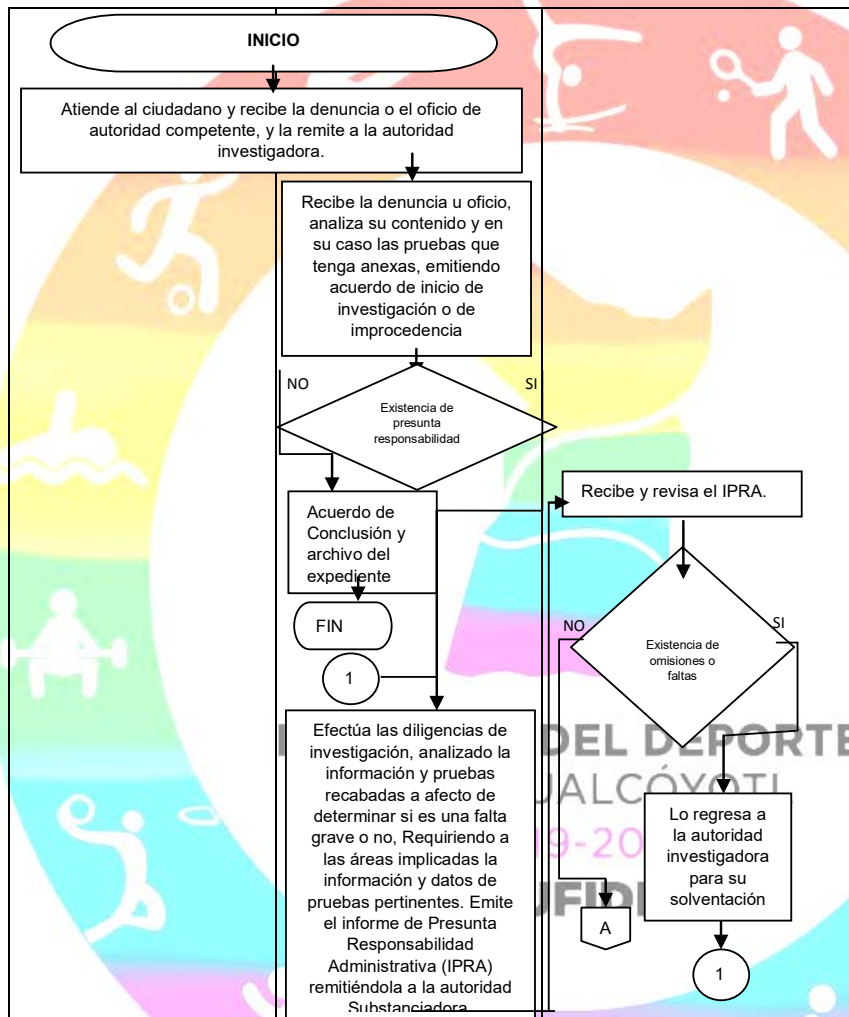 INICIO
Atiende al ciudadano y recibe la denuncia o el oficio de
autoridad competente, y la remite a la autoridad
investigadora.
Recibe la denuncia u oficio,
analiza su contenido y en
su caso las pruebas que
tenga anexas, emitiendo
acuerdo de inicio de
investigación o de
improcedencia
NO
SI
Existencia de
presunta
responsabilidad
Acuerdo de
Conclusión y
archivo del
expediente
FIN
1
Efectúa las diligencias de
investigación, analizado la
información y pruebas
recabadas a afecto de
determinar si es una falta
grave o no, Requiriendo a
las áreas implicadas la
información y datos de
pruebas pertinentes. Emite
el informe de Presunta
Responsabilidad
Administrativa (IPRA)
remitiéndola a la autoridad
Substanciadora
Recibe y revisa el IPRA.
NO
SI
Existencia de
omisiones o
faltas
Lo regresa a
la autoridad
investigadora
para su
solventación
A
1
DEL DEPORTE